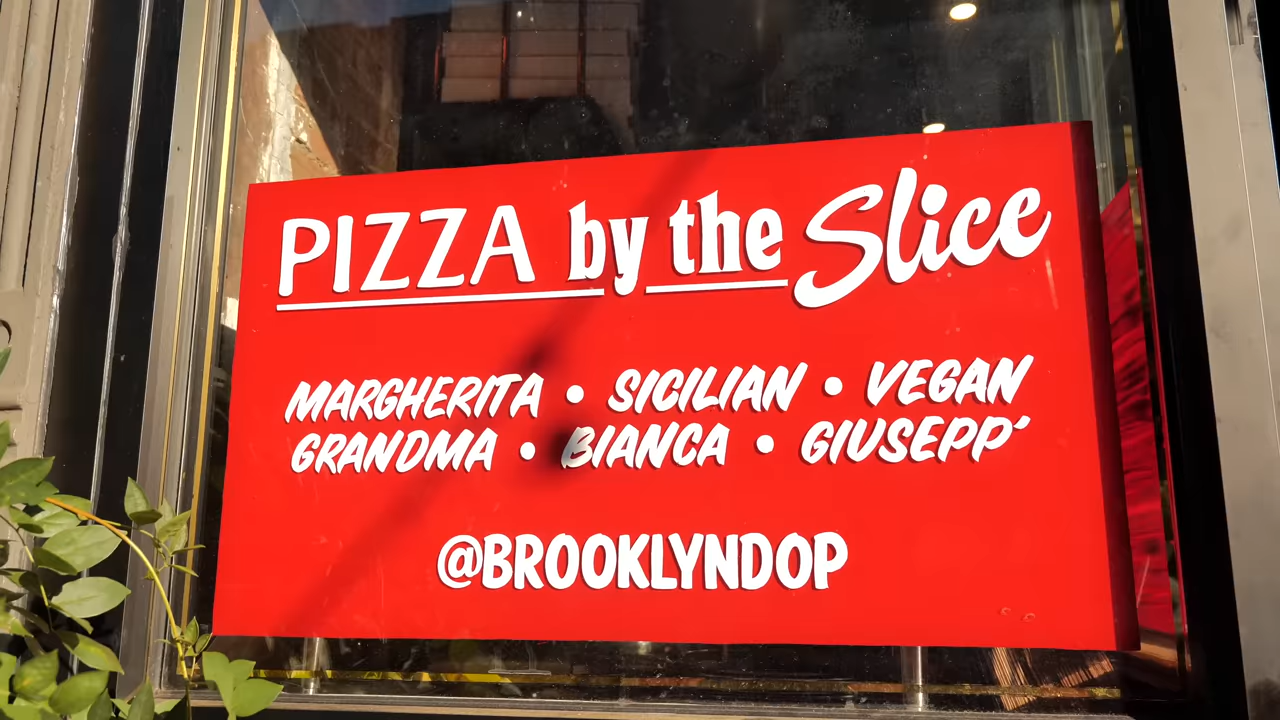 PIZZA by the Slice
MARGHERITA • SICILIAN • VEGAN
GRANDMA • BIANCA • GIUSEPP'
@BROOKLYNDOP